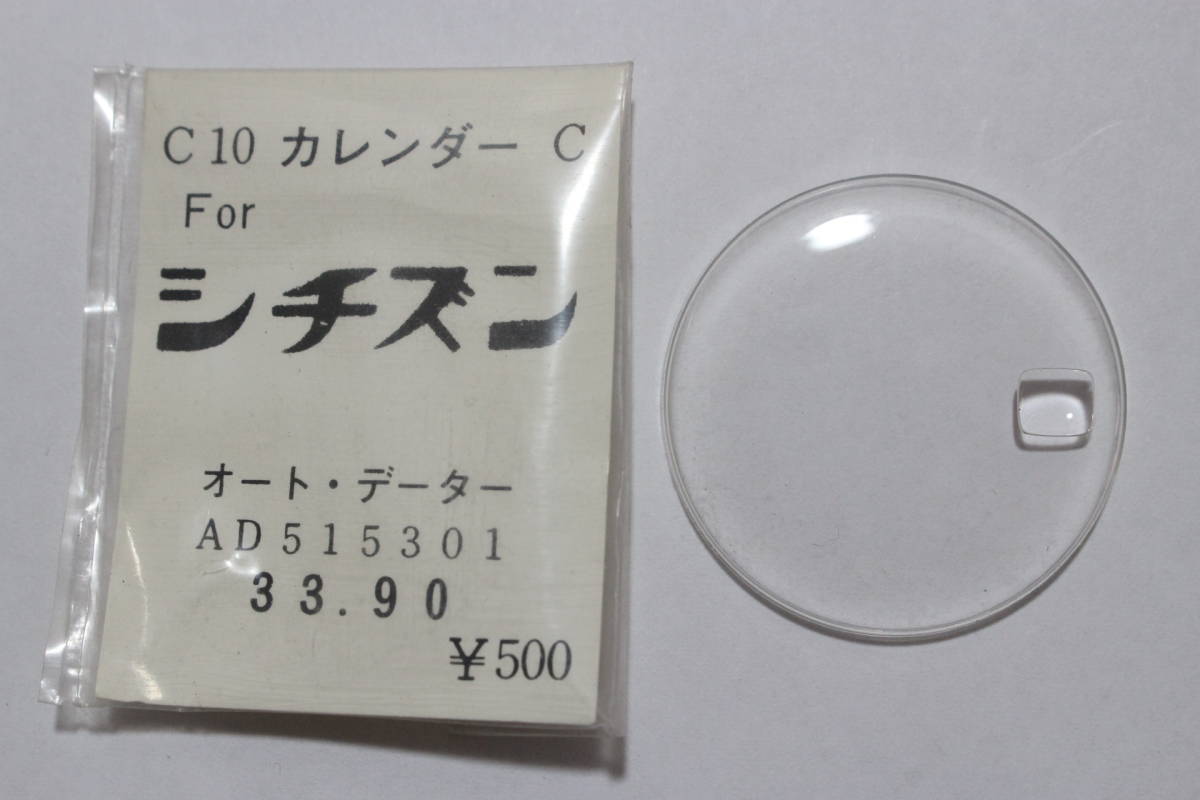 C10 カレンダー C
For
シチズン
オート・データー
AD515301
33.90
¥500